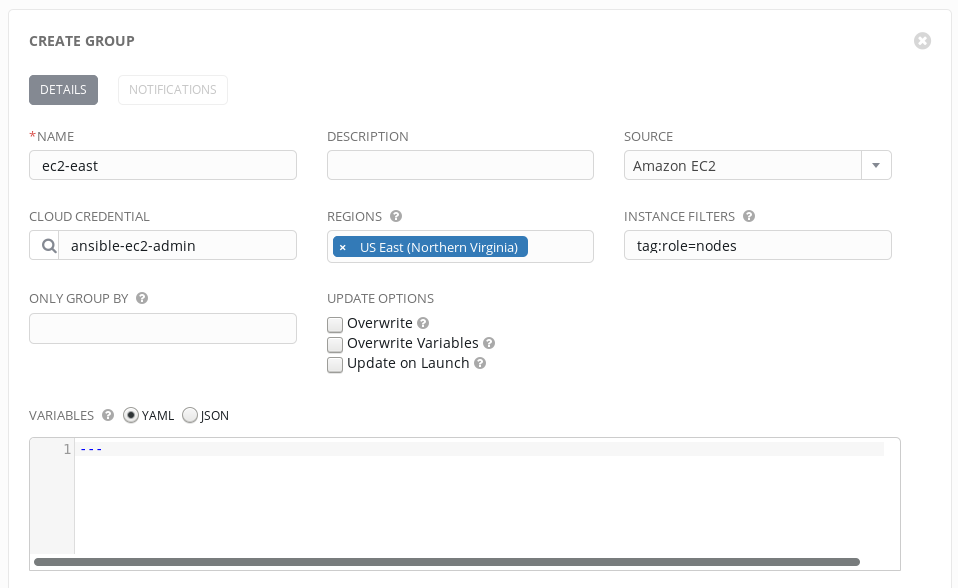 CREATE GROUP
DETAILS NOTIFICATIONS
*NAME DESCRIPTION SOURCE
ec2-east Amazon EC2
CLOUD CREDENTIAL REGIONS ? INSTANCE FILTERS ?
ansible-ec2-admin × US East (Northern Virginia) tag:role=nodes
ONLY GROUP BY ? UPDATE OPTIONS
Overwrite ?
Overwrite Variables ?
Update on Launch ?
VARIABLES ? YAML JSON
1 ---